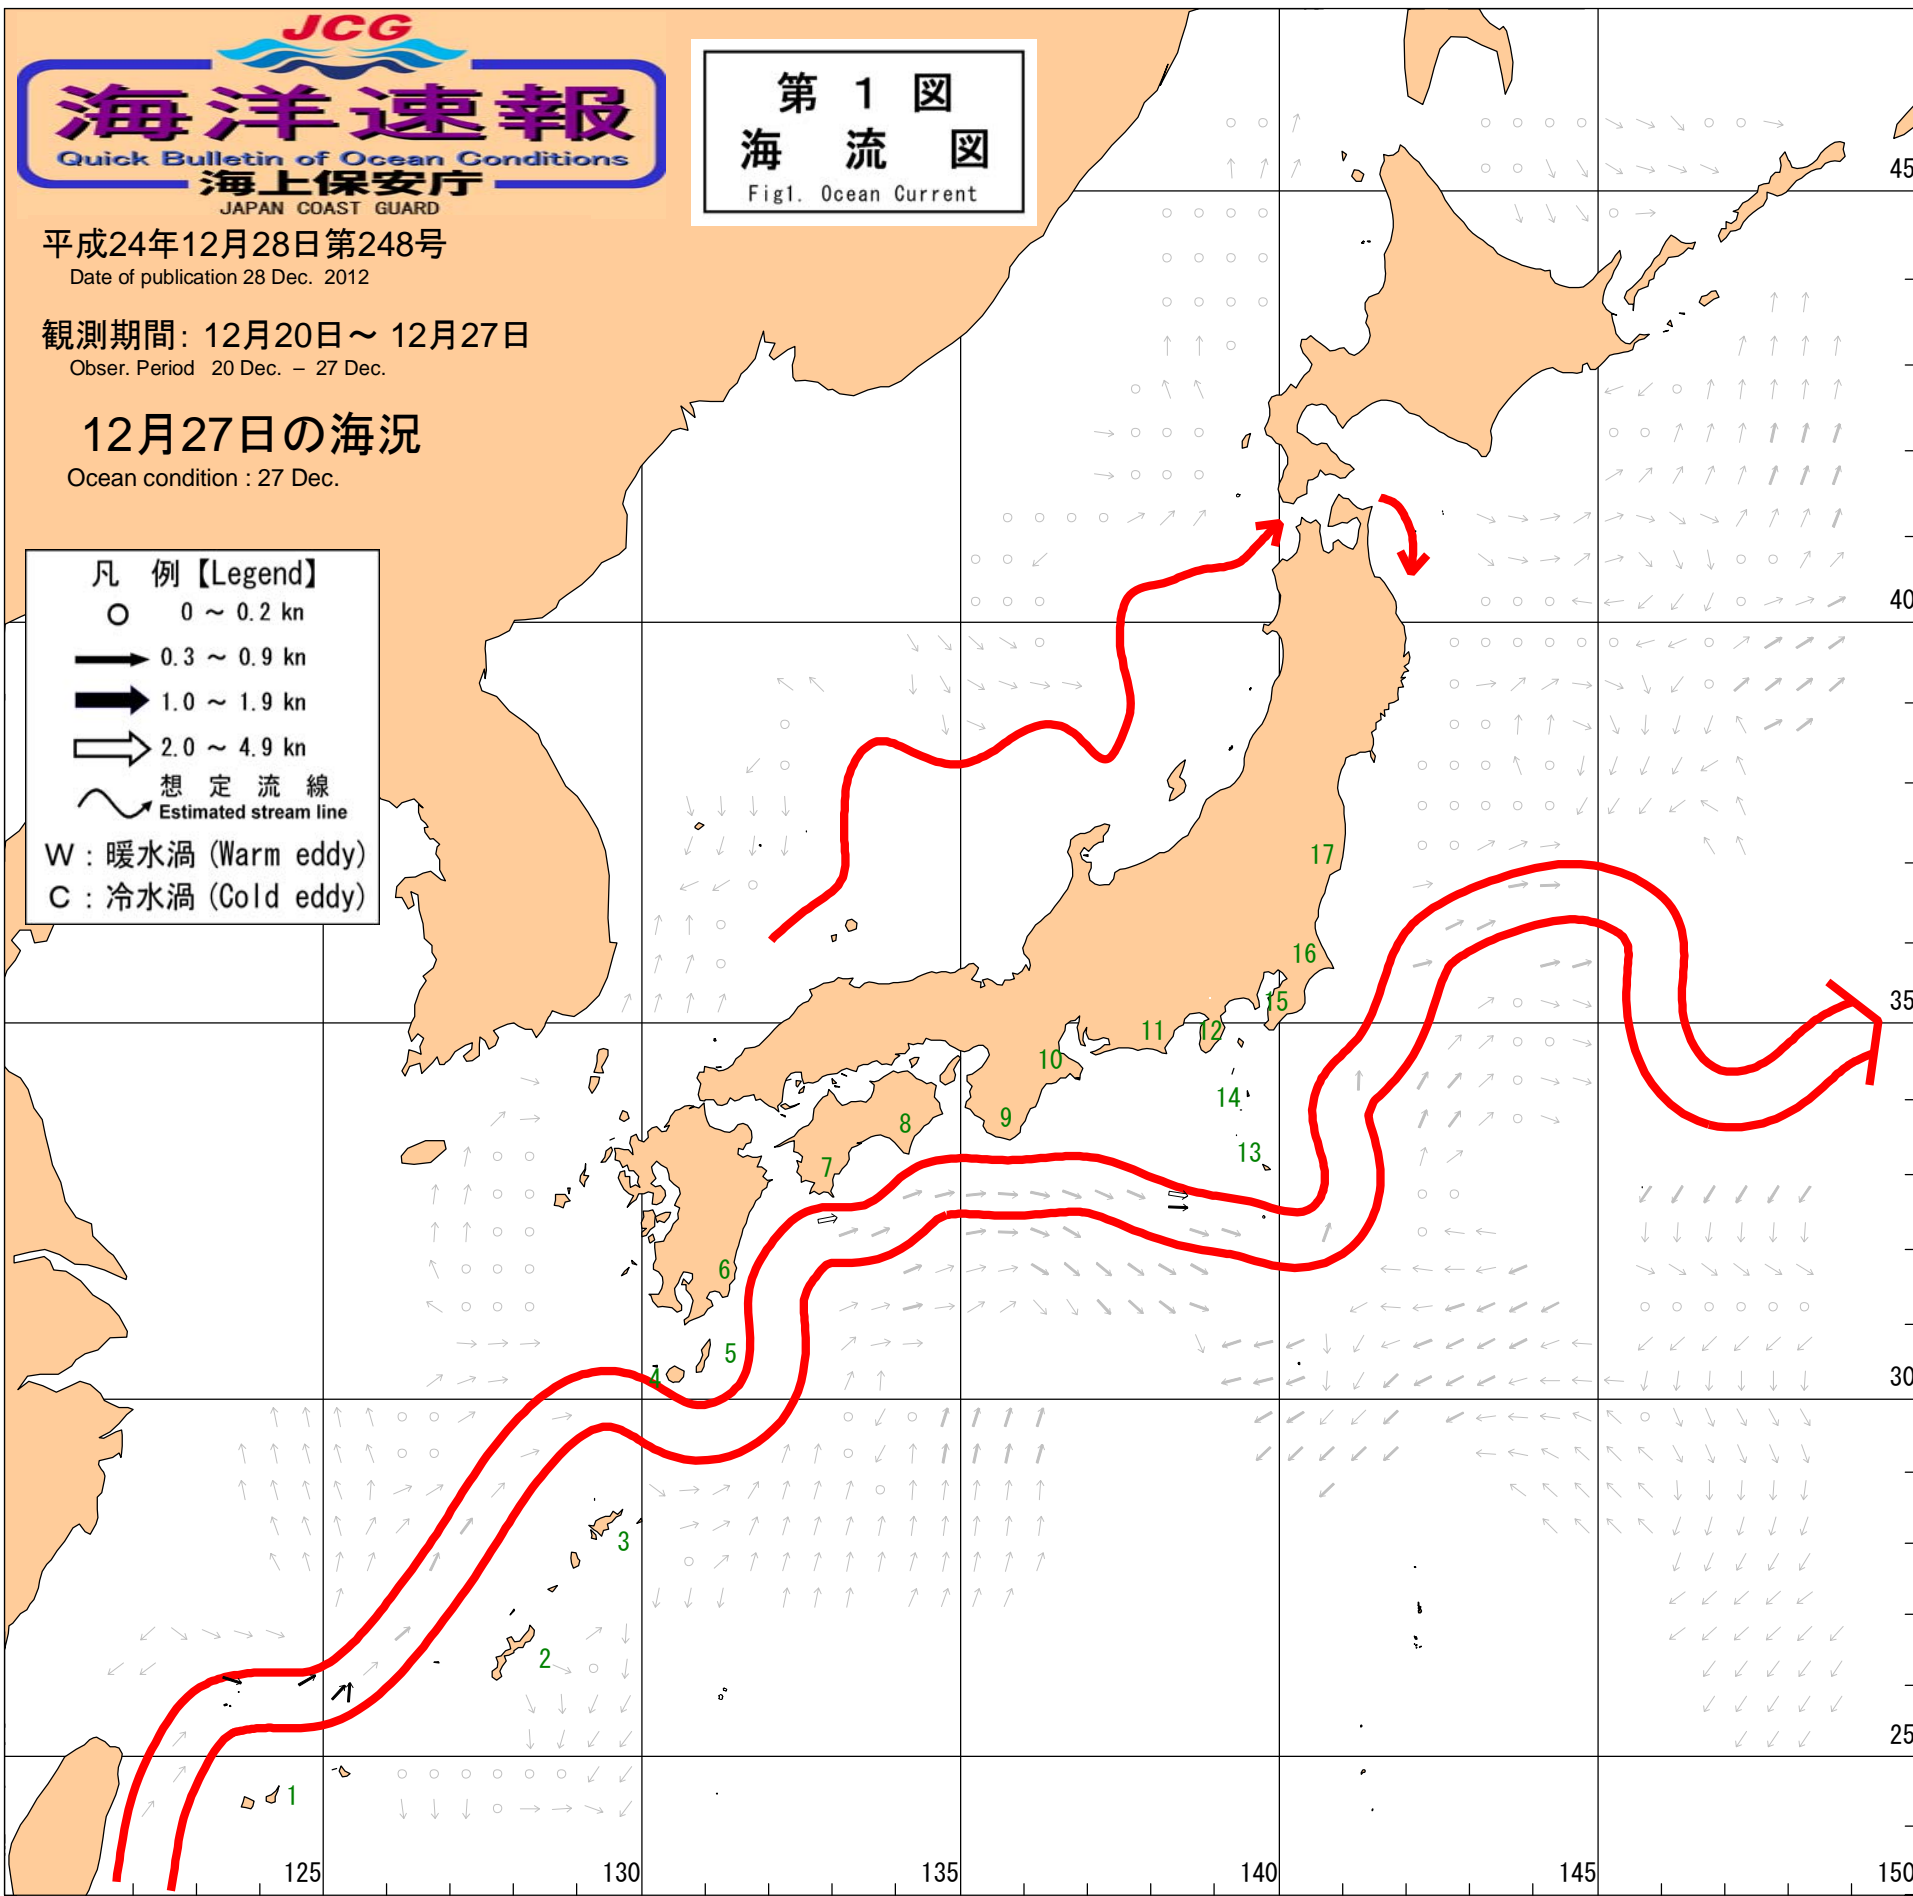 JCG
海洋速報
Quick Bulletin of Ocean Conditions
海上保安庁
JAPAN COAST GUARD
第 1 図
海 流 図
Fig1. Ocean Current
平成24年12月28日第248号
Date of publication 28 Dec. 2012
観測期間: 12月20日～ 12月27日
Obser. Period 20 Dec. – 27 Dec.
12月27日の海況
Ocean condition : 27 Dec.
凡 例【Legend】
0 ～ 0.2 kn
0.3 ～ 0.9 kn
1.0 ～ 1.9 kn
2.0 ～ 4.9 kn
想 定 流 線
Estimated stream line
W : 暖水渦 (Warm eddy)
C : 冷水渦 (Cold eddy)
45
40
17
16
35
15
12
11
10
14
9
8
13
7
6
5
4
30
3
2
25
1
125
130
135
140
145
150